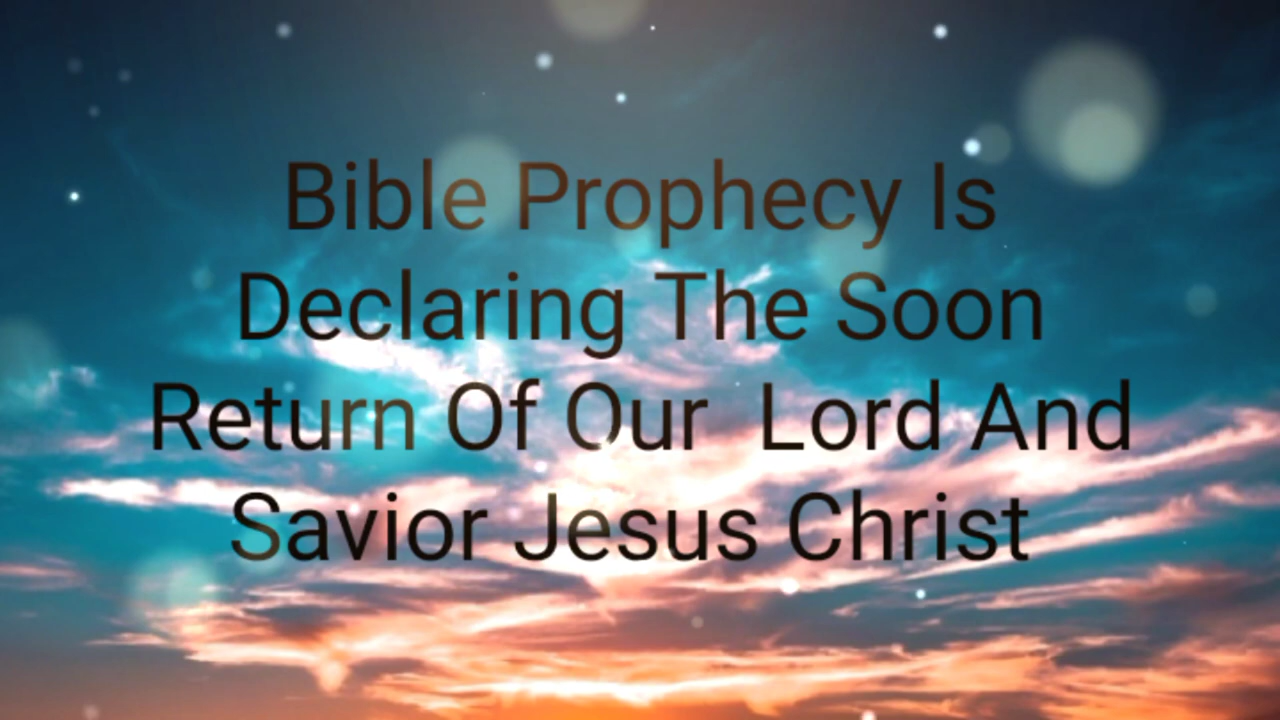 Bible Prophecy Is
Declaring The Soon
Return Of Our  Lord And
Savior Jesus Christ